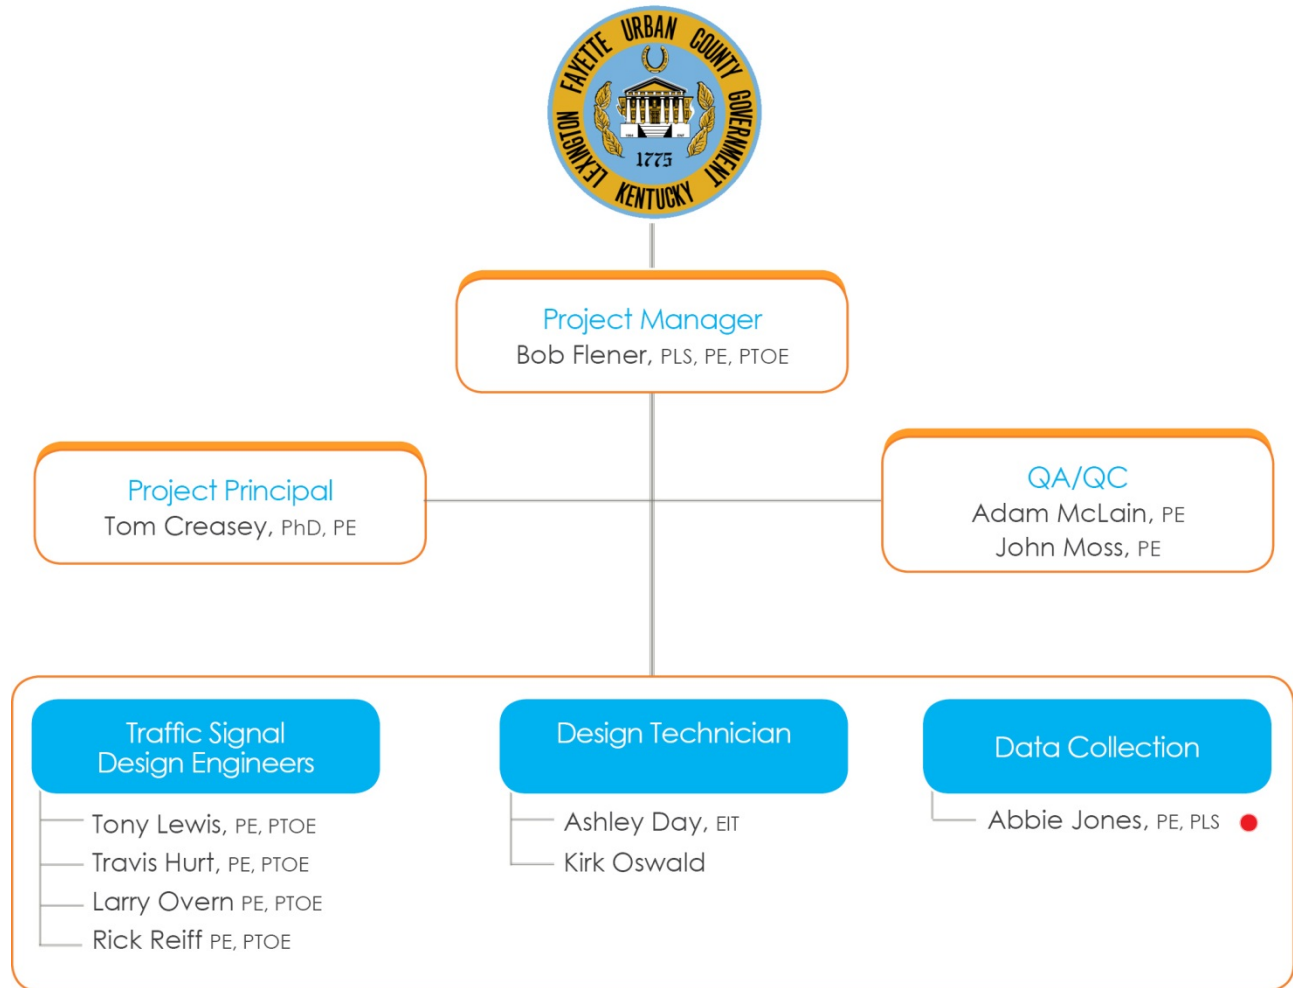 LEXINGTON FAYETTE URBAN COUNTY GOVERNMENT
1775
KENTUCKY
Project Manager
Bob Flener, PLS, PE, PTOE
Project Principal
Tom Creasey, PhD, PE
QA/QC
Adam McLain, PE
John Moss, PE
Traffic Signal
Design Engineers
Tony Lewis, PE, PTOE
Travis Hurt, PE, PTOE
Larry Overn PE, PTOE
Rick Reiff PE, PTOE
Design Technician
Ashley Day, EIT
Kirk Oswald
Data Collection
Abbie Jones, PE, PLS